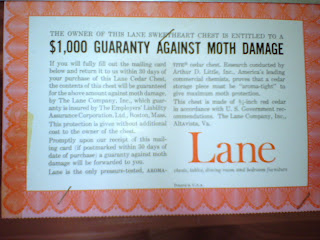 THE OWNER OF THIS LANE SWEETHEART CHEST IS ENTITLED TO A
$1,000 GUARANTY AGAINST MOTH DAMAGE
If you will fully fill out the mailing card
below and return it to us within 30 days of
your purchase of this Lane Cedar Chest,
the contents of this chest will be guaranteed
for the above amount against moth damage,
by The Lane Company, Inc., which guar-
anty is insured by The Employers' Liability
Assurance Corporation, Ltd., Boston, Mass.
This protection is given without additional
cost to the owner of the chest.
Promptly upon our receipt of this mail-
ing card (if postmarked within 30 days of
date of purchase) a guaranty against moth
damage will be forwarded to you.
Lane is the only pressure-tested, AROMA-
TITE® cedar chest. Research conducted by
Arthur D. Little, Inc., America's leading
commercial chemists, proves that a cedar
storage piece must be "aroma-tight" to
give maximum moth protection.
This chest is made of ¾-inch red cedar
in accordance with U. S. Government rec-
ommendations. The Lane Company, Inc.,
Altavista, Va.
Lane
chests, tables, dining room and bedroom furniture
Printed in U.S.A.